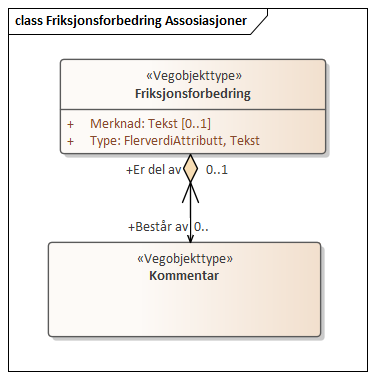 class Friksjonsforbedring Assosiasjoner
«Vegobjekttype»
Friksjonsforbedring
+ Merknad: Tekst [0..1]
+ Type: FlerverdiAttributt, Tekst
+Er del av 0..1
+Består av 0..
«Vegobjekttype»
Kommentar